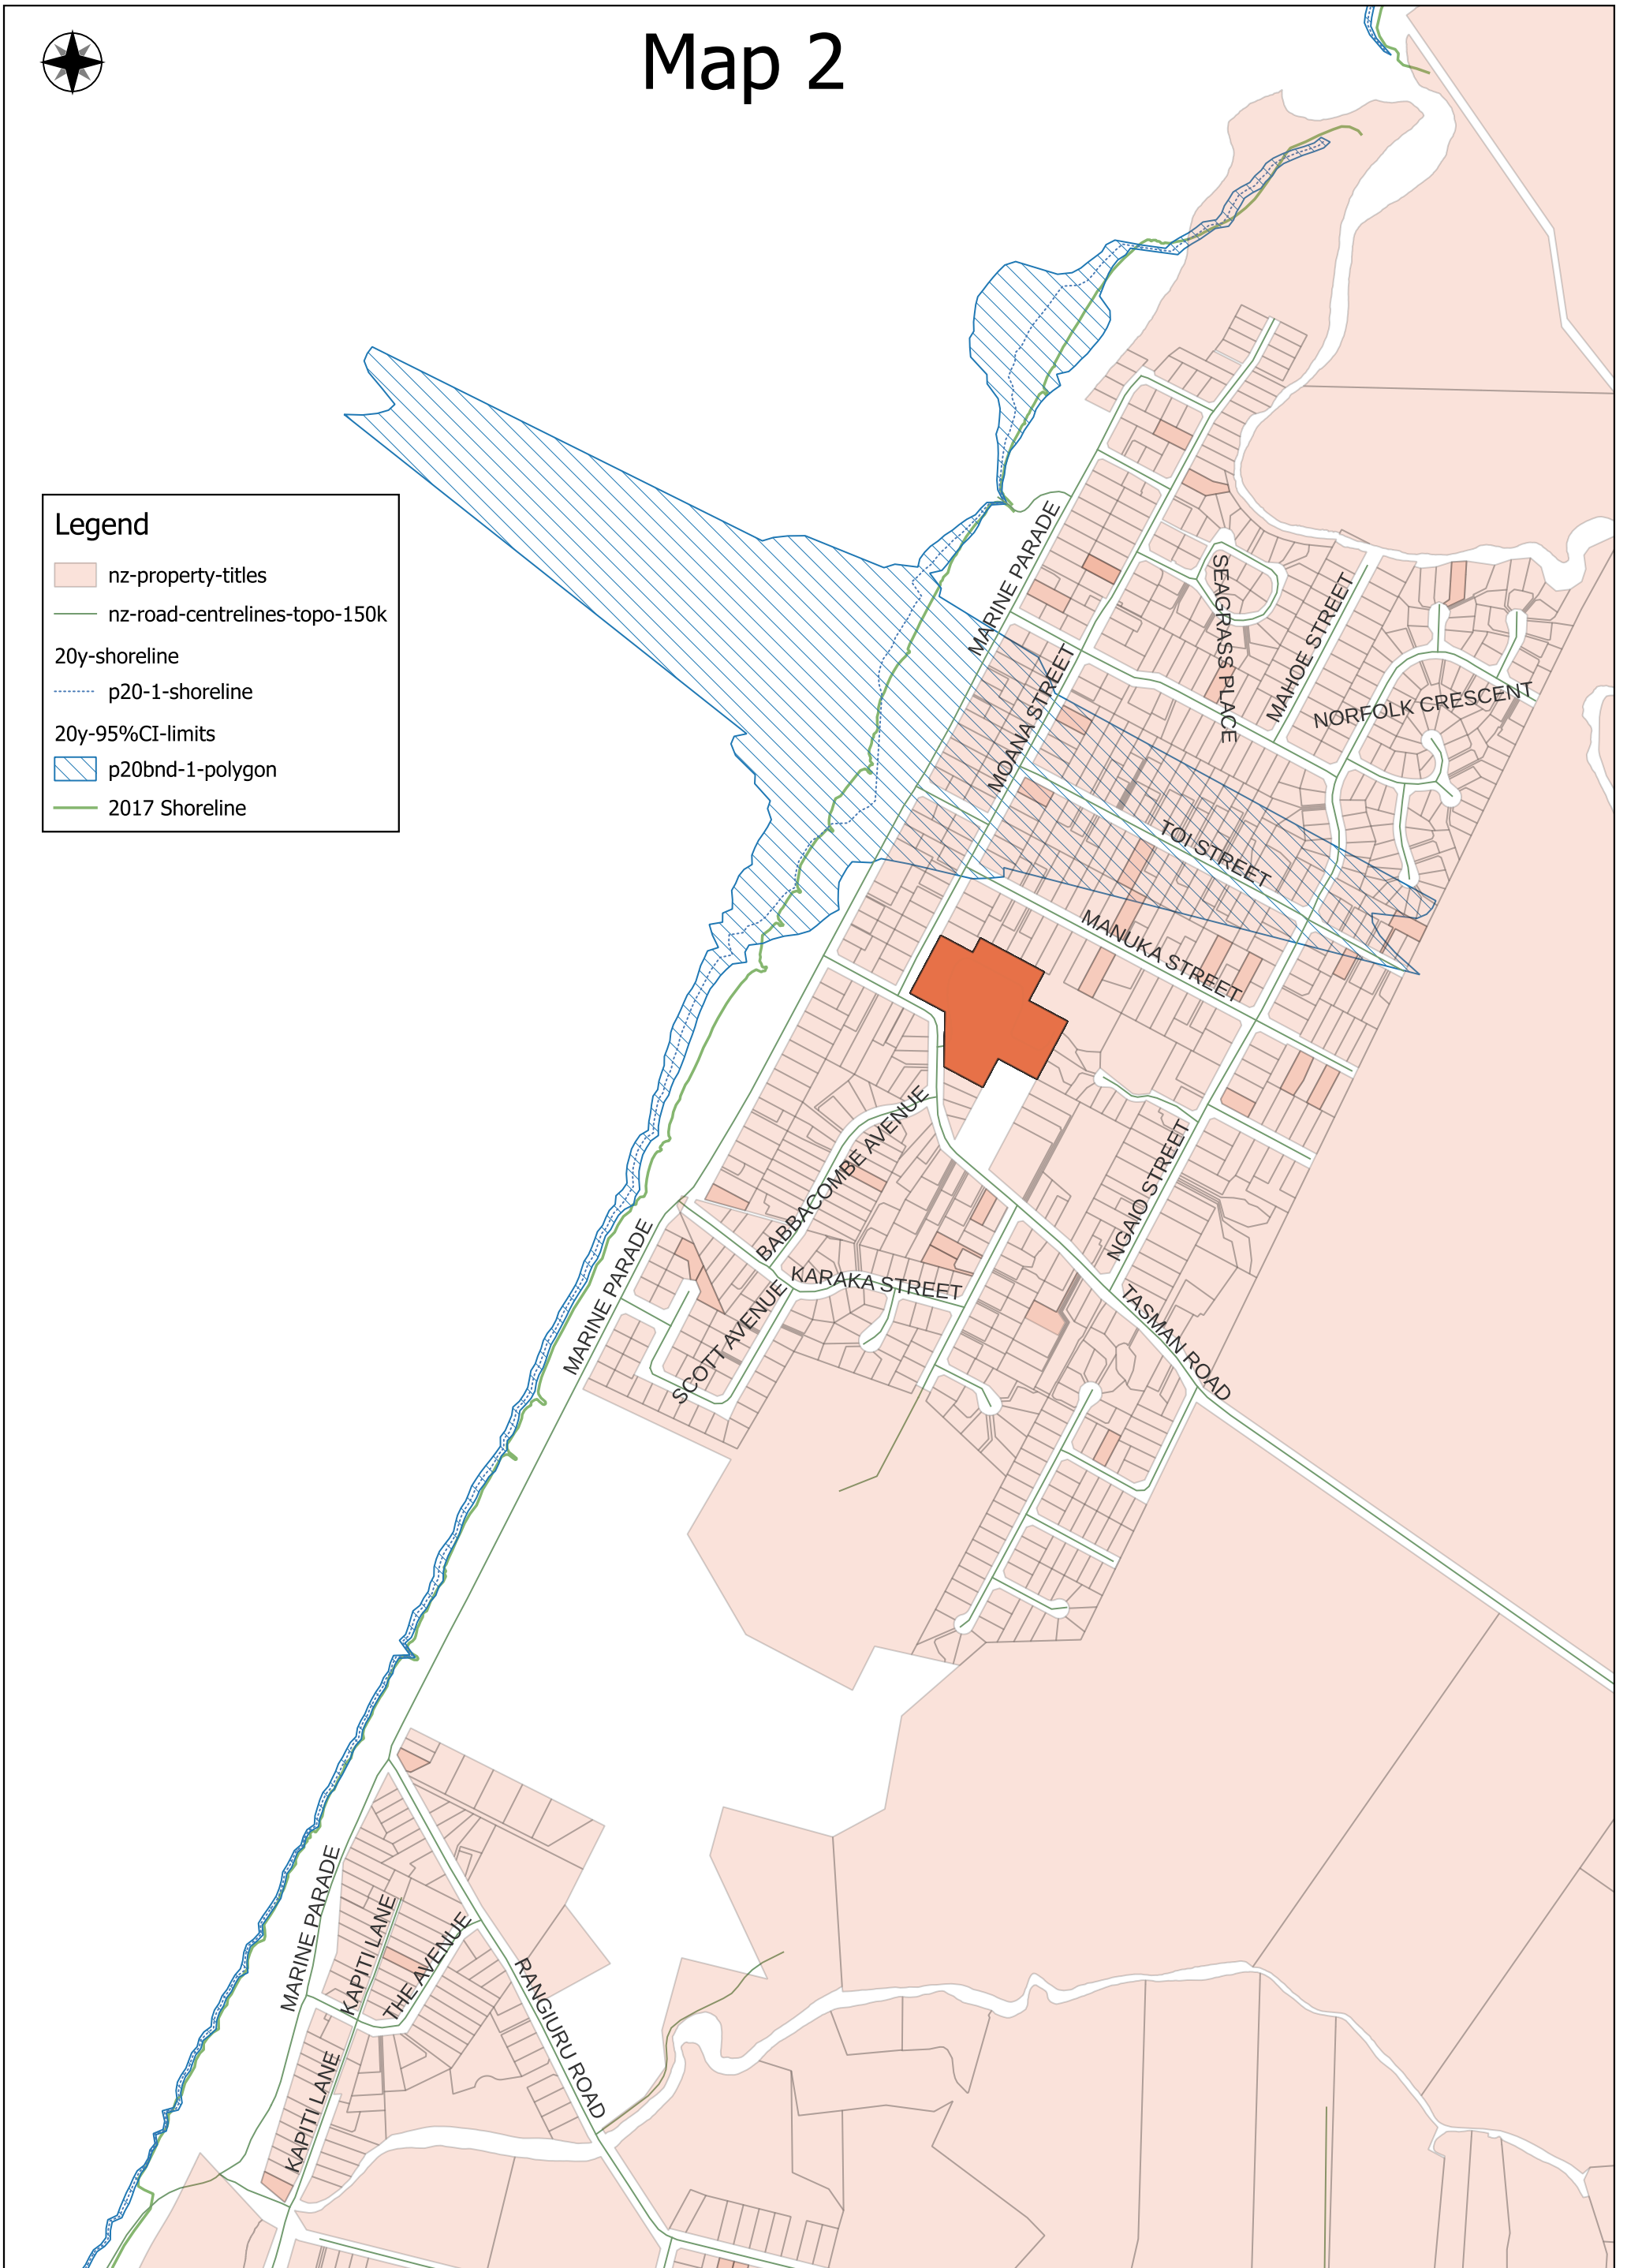 Map 2
Legend
nz-property-titles
nz-road-centrelines-topo-150k
20y-shoreline
p20-1-shoreline
20y-95%CI-limits
p20bnd-1-polygon
2017 Shoreline
MARINE PARADE
SEAGRASS PLACE
MAHOE STREET
NORFOLK CRESCENT
MOANA STREET
TOI STREET
MANUKA STREET
BABBACOMBE AVENUE
NGAIO STREET
MARINE PARADE
KARAKA STREET
SCOTT AVENUE
TASMAN ROAD
MARINE PARADE
KAPITI LANE
THE AVENUE
RANGIURU ROAD
KAPITI LANE